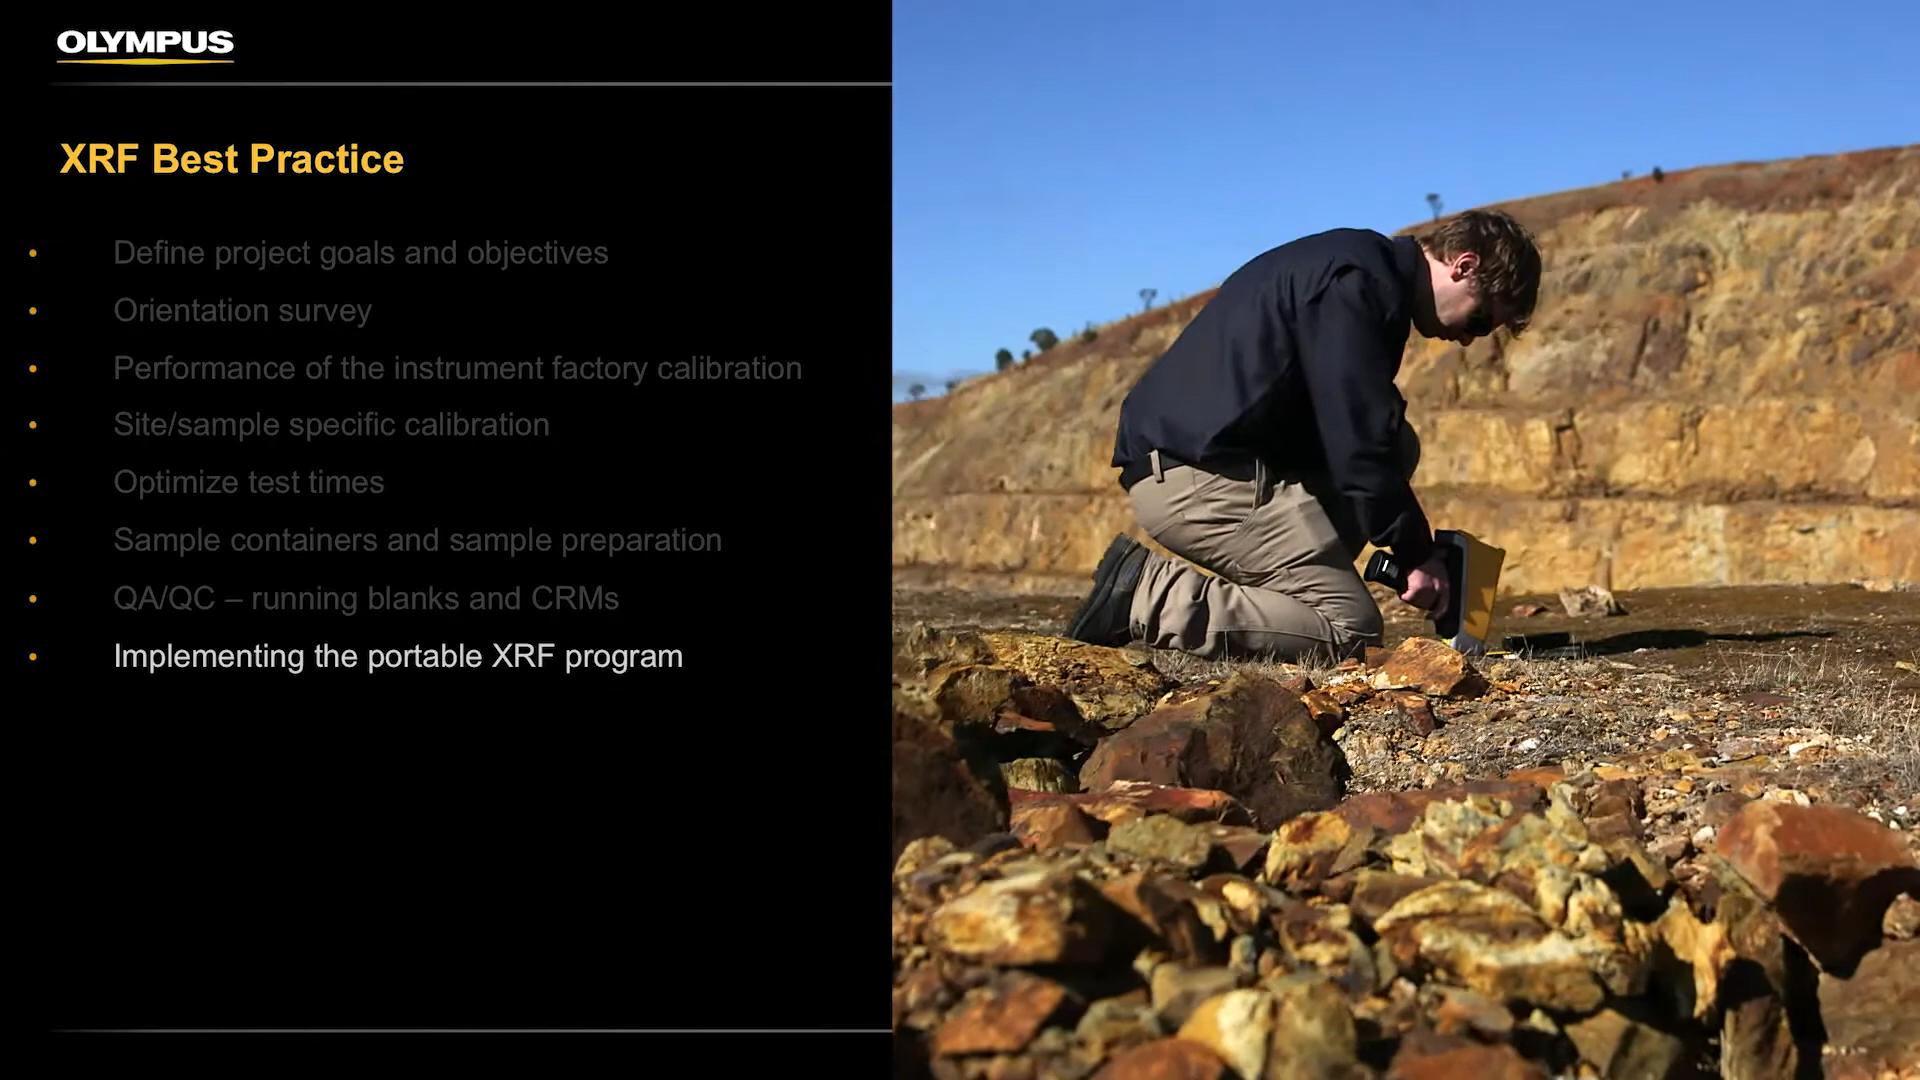 OLYMPUS
XRF Best Practice
• Define project goals and objectives
• Orientation survey
• Performance of the instrument factory calibration
• Site/sample specific calibration
• Optimize test times
• Sample containers and sample preparation
• QA/QC – running blanks and CRMs
• Implementing the portable XRF program